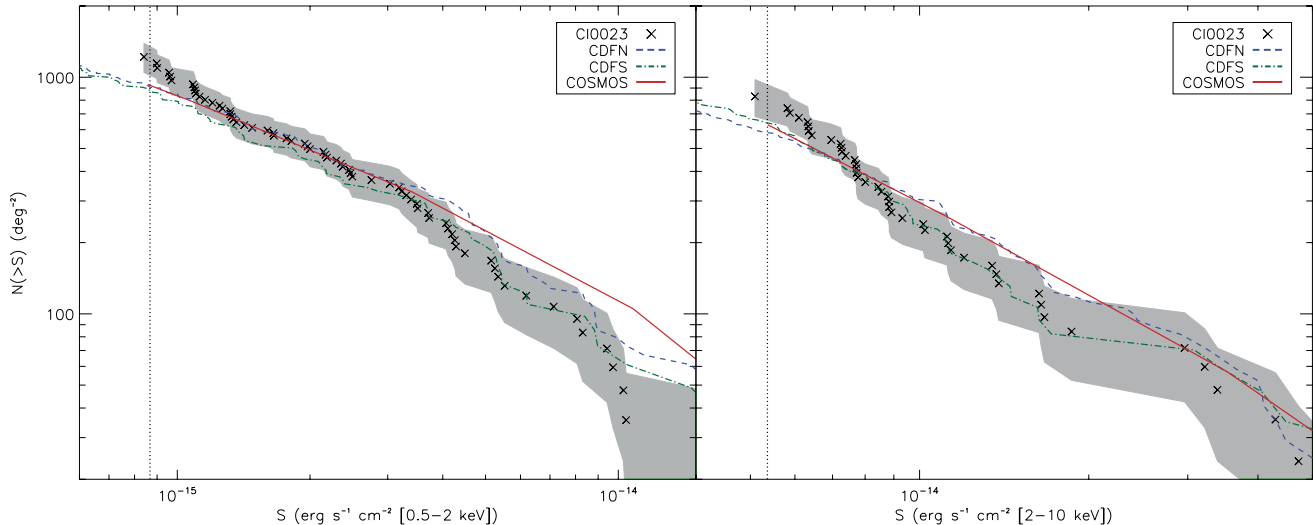 Cl0023
CDFN
CDFS
COSMOS
Cl0023
CDFN
CDFS
COSMOS
1000
100
N(>S) (deg⁻²)
10⁻¹⁵
10⁻¹⁴
10⁻¹⁴
S (erg s⁻¹ cm⁻² [0.5−2 keV])
S (erg s⁻¹ cm⁻² [2−10 keV])